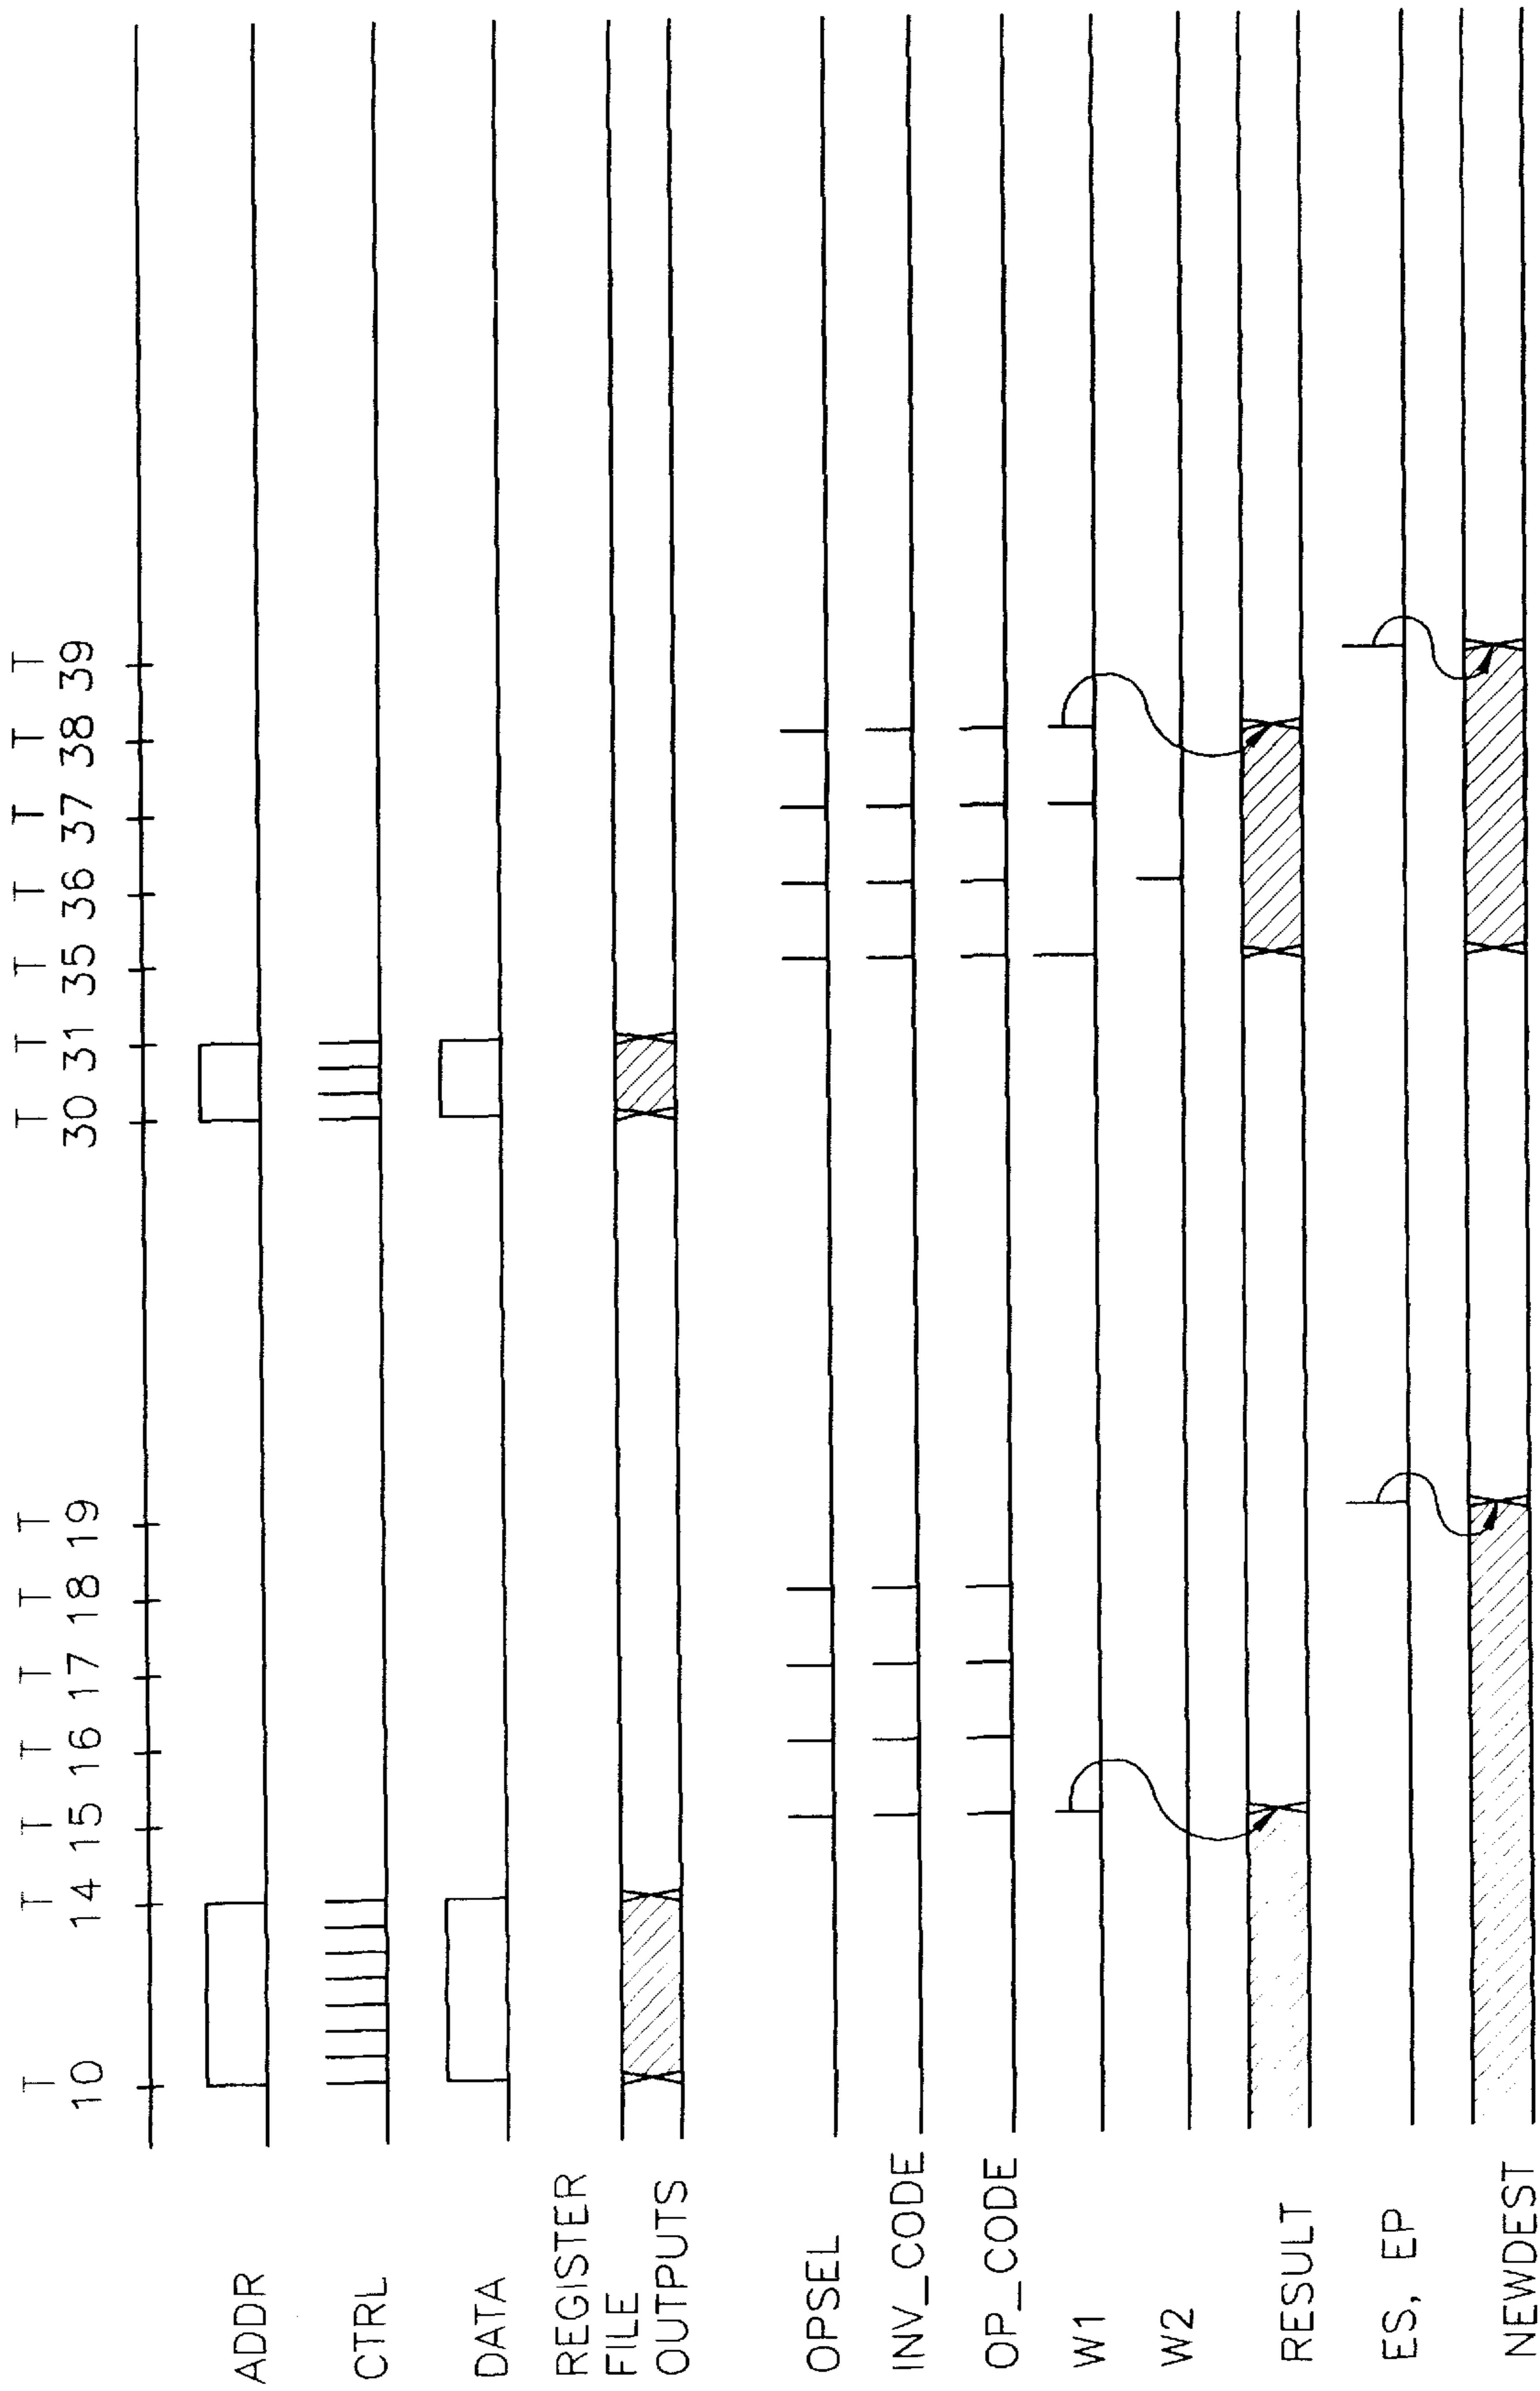 T T T T T T T T T T T T T T
10 14 15 16 17 18 19 30 31 35 36 37 38 39
ADDR
CTRL
DATA
REGISTER
FILE
OUTPUTS
OPSEL
INV_CODE
OP_CODE
W1
W2
RESULT
ES, EP
NEWDEST